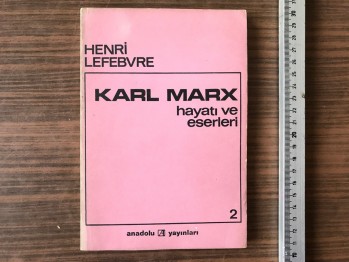 HENRİ
LEFEBVRE
KARL MARX
hayatı ve
eserleri
2
anadolu yayınları